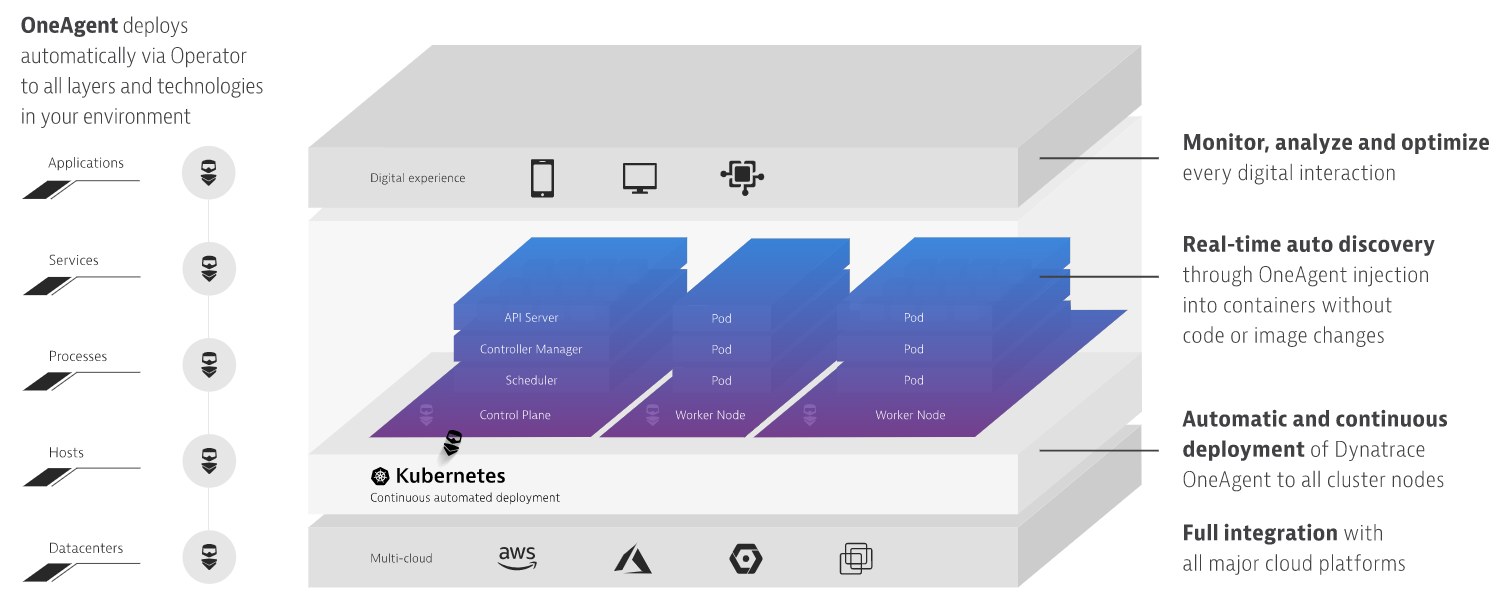 OneAgent deploys
automatically via Operator
to all layers and technologies
in your environment
Applications
Services
Processes
Hosts
Datacenters
Digital experience
API Server
Controller Manager
Scheduler
Control Plane
Pod
Pod
Pod
Worker Node
Pod
Pod
Pod
Worker Node
Kubernetes
Continuous automated deployment
Multi-cloud
aws
Monitor, analyze and optimize
every digital interaction
Real-time auto discovery
through OneAgent injection
into containers without
code or image changes
Automatic and continuous
deployment of Dynatrace
OneAgent to all cluster nodes
Full integration with
all major cloud platforms